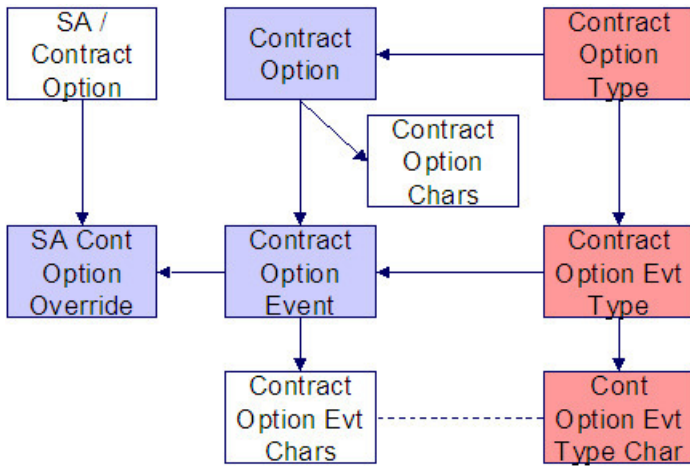 SA /
Contract
Option
Contract
Option
Contract
Option
Type
Contract
Option
Chars
SA Cont
Option
Override
Contract
Option
Event
Contract
Option Evt
Type
Contract
Option Evt
Chars
Cont
Option Evt
Type Char